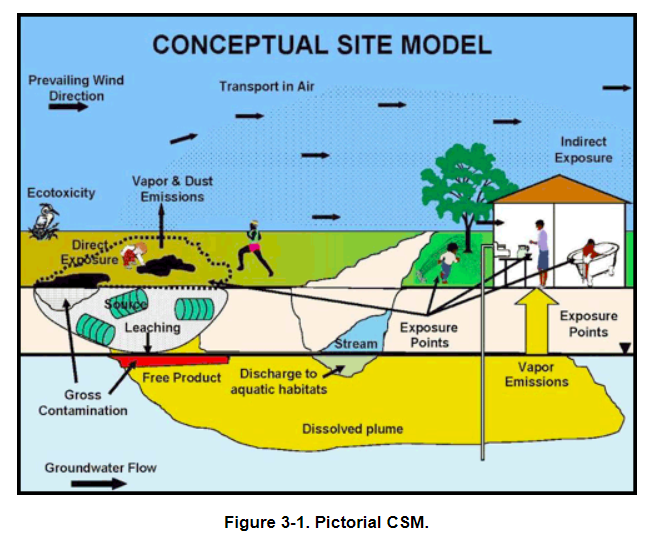 CONCEPTUAL SITE MODEL
Prevailing Wind
Direction
Transport in Air
Indirect
Exposure
Ecotoxicity
Vapor & Dust
Emissions
Direct
Exposure
Source
Leaching
Stream
Exposure
Points
Exposure
Points
Gross
Contamination
Free Product
Discharge to
aquatic habitats
Vapor
Emissions
Dissolved plume
Groundwater Flow
Figure 3-1. Pictorial CSM.